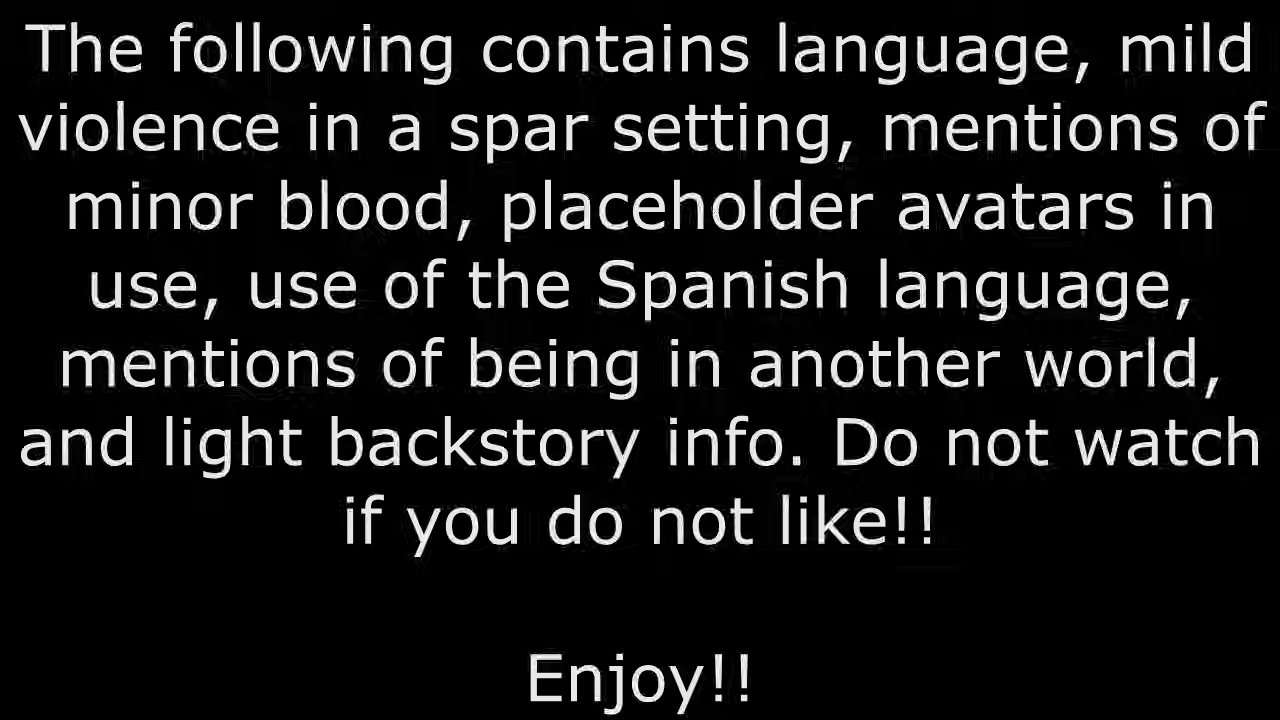 The following contains language, mild
violence in a spar setting, mentions of
minor blood, placeholder avatars in
use, use of the Spanish language,
mentions of being in another world,
and light backstory info. Do not watch
if you do not like!!
Enjoy!!